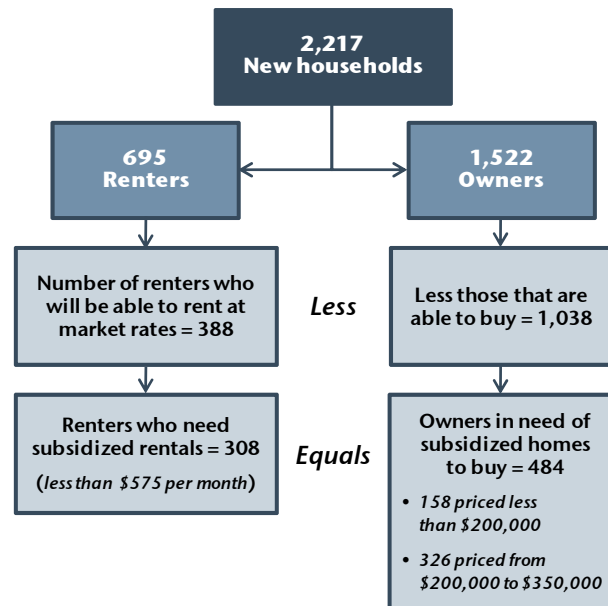 2,217
New households
695
Renters
1,522
Owners
Number of renters who
will be able to rent at
market rates = 388
Less
Less those that are
able to buy = 1,038
Renters who need
subsidized rentals = 308
(less than $575 per month)
Equals
Owners in need of
subsidized homes
to buy = 484
• 158 priced less
than $200,000
• 326 priced from
$200,000 to $350,000